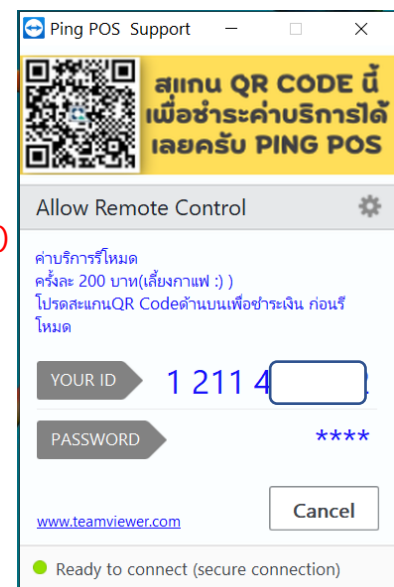 Ping POS Support
สแกน QR CODE นี้
เพื่อชำระค่าบริการได้
เลยครับ PING POS
Allow Remote Control
ค่าบริการรีโหมด
ครั้งละ 200 บาท(เลี้ยงกาแฟ :) )
โปรดสแกนQR Codeด้านบนเพื่อชำระเงิน ก่อนรี
โหมด
YOUR ID 1 211 4
PASSWORD ****
www.teamviewer.com
Cancel
Ready to connect (secure connection)